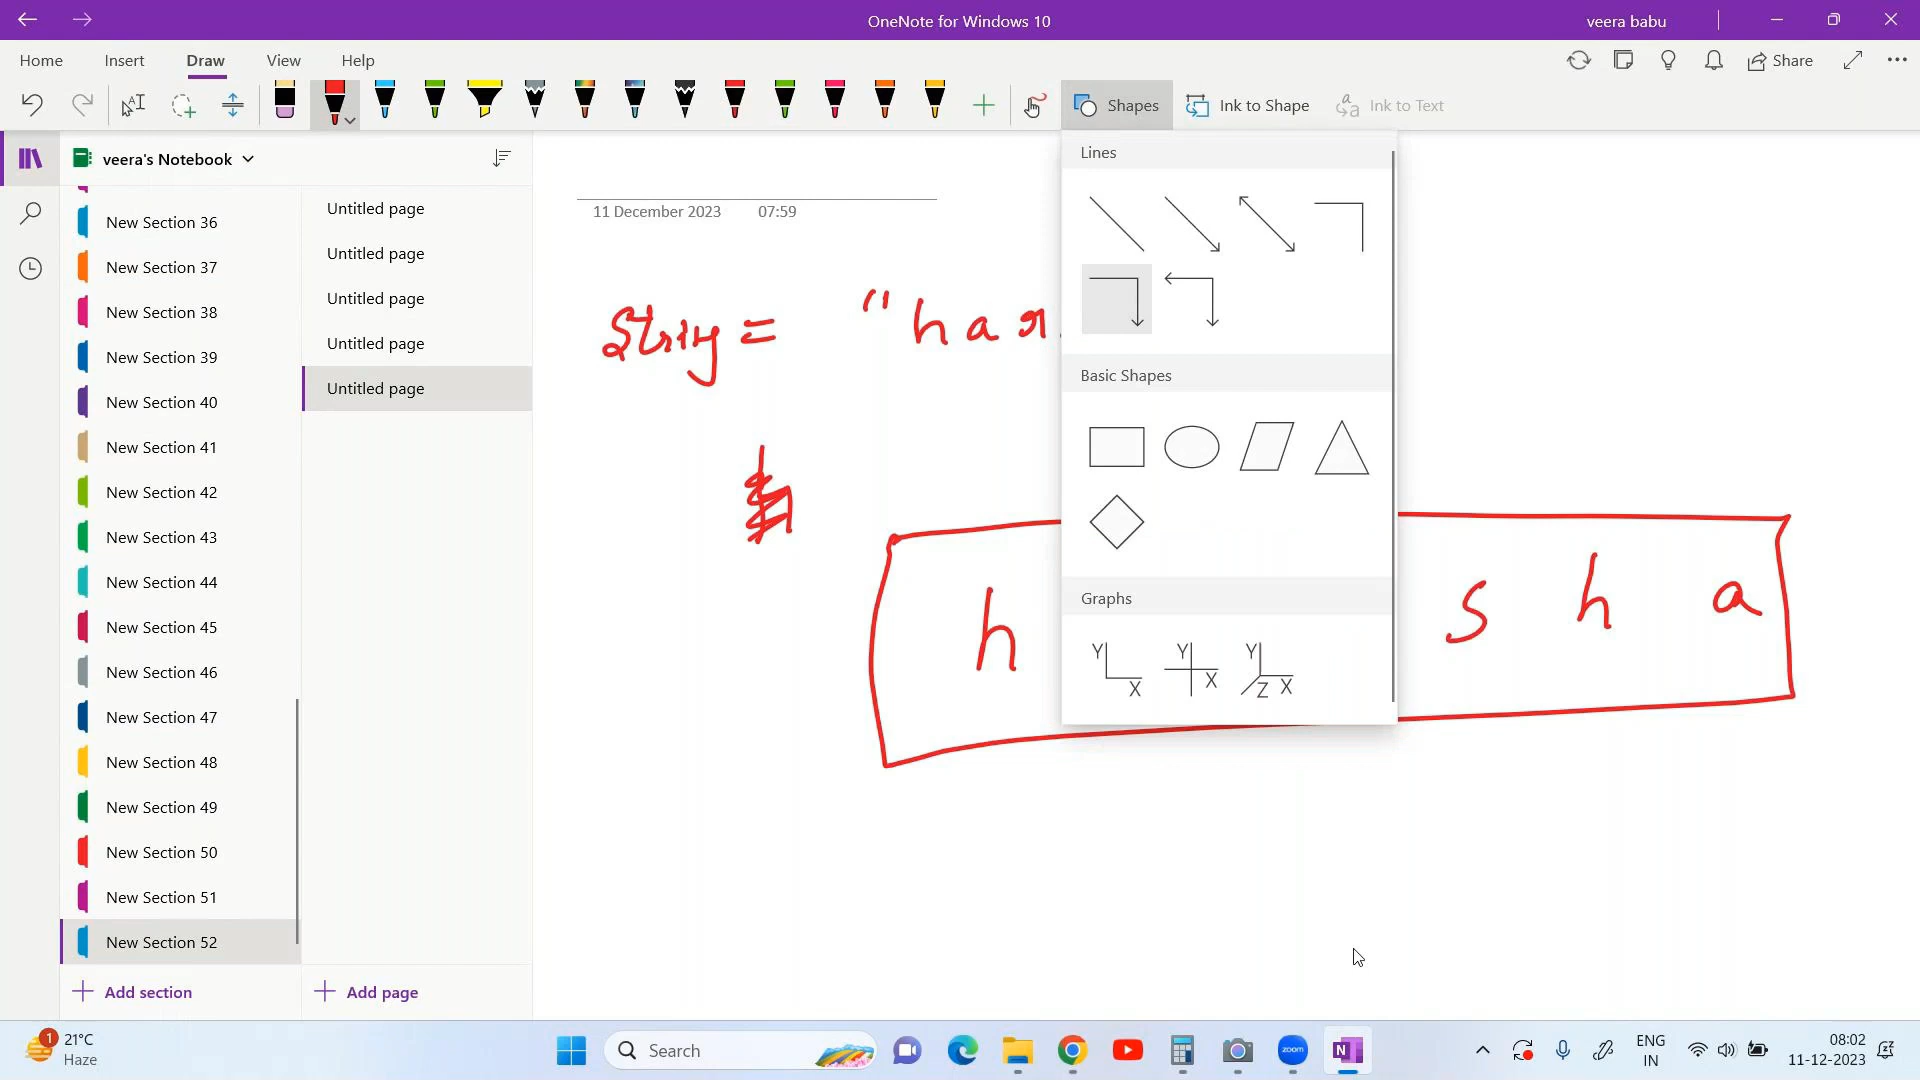 OneNote for Windows 10
veera babu
Home Insert Draw View Help
Share
Shapes Ink to Shape Ink to Text
veera's Notebook
New Section 36
New Section 37
New Section 38
New Section 39
New Section 40
New Section 41
New Section 42
New Section 43
New Section 44
New Section 45
New Section 46
New Section 47
New Section 48
New Section 49
New Section 50
New Section 51
New Section 52
Add section
Untitled page
Untitled page
Untitled page
Untitled page
Untitled page
Add page
11 December 2023 07:59
String = "har
h s h a
Lines
Basic Shapes
Graphs
Y X Y X Y Z X
1 21°C
Haze
Search
zoom
N
ENG
IN
08:02
11-12-2023